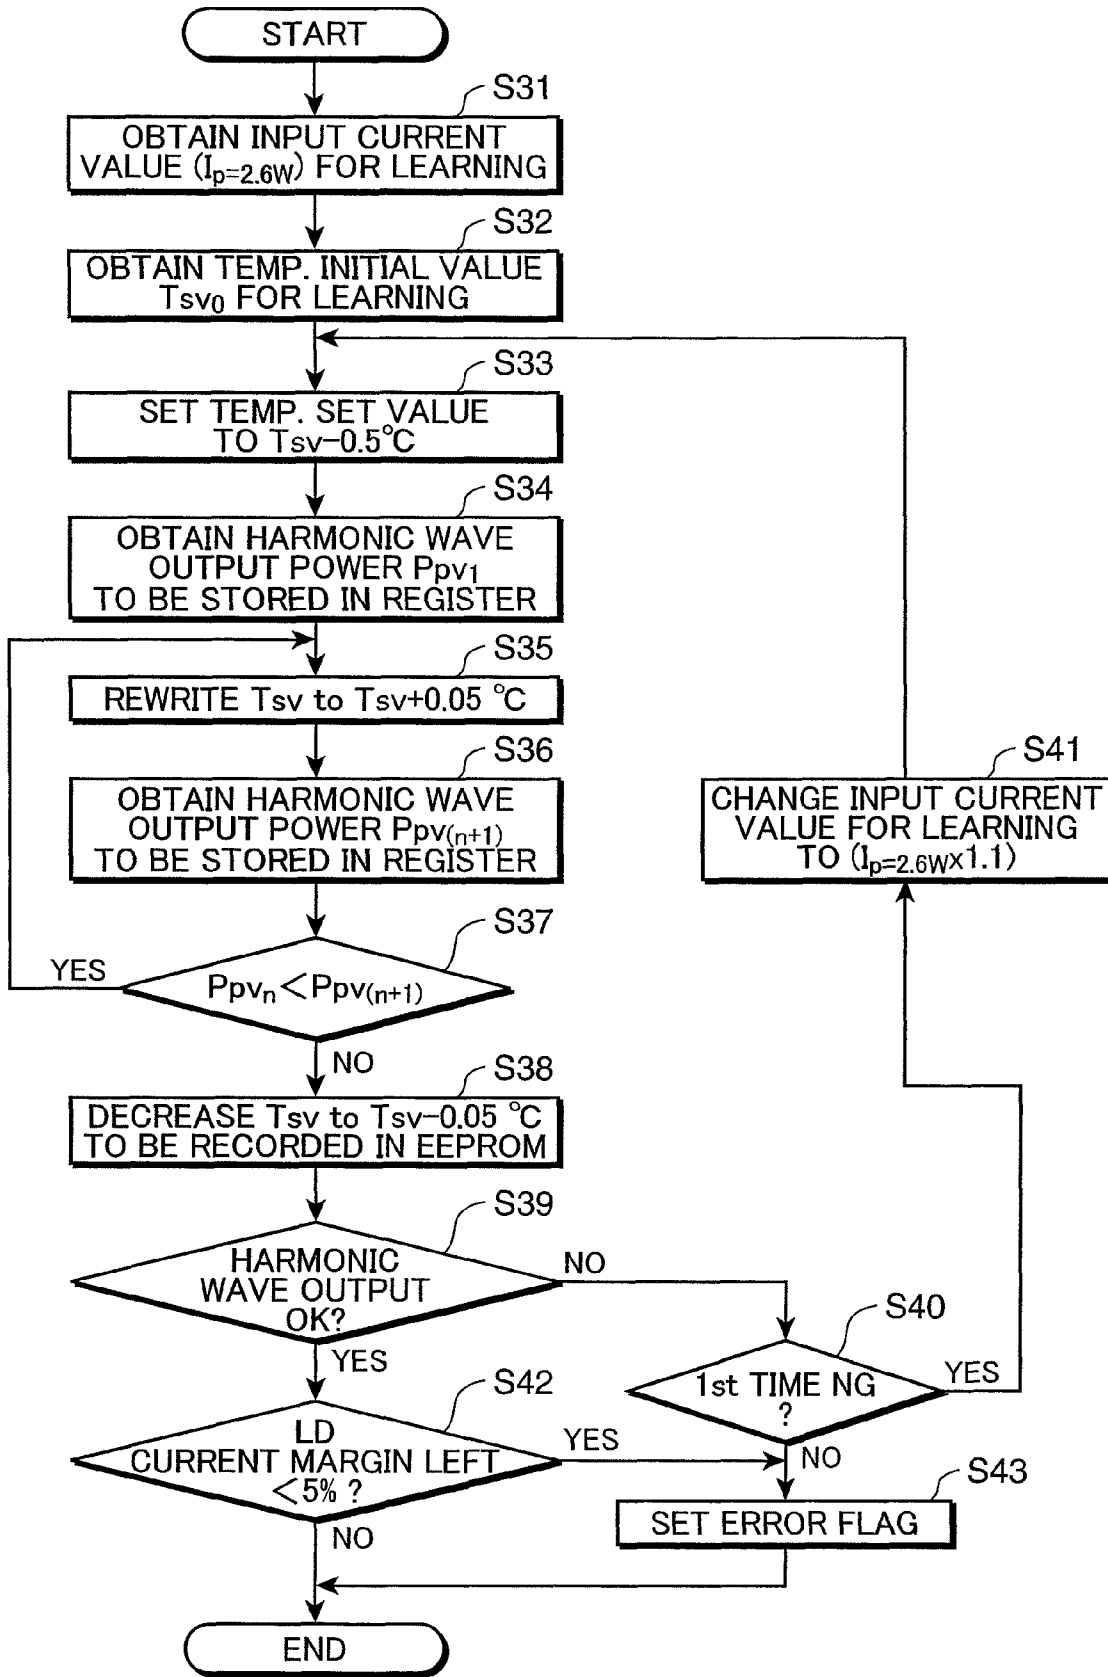 START
S31
OBTAIN INPUT CURRENT
VALUE (Ip=2.6W) FOR LEARNING
S32
OBTAIN TEMP. INITIAL VALUE
Tsv0 FOR LEARNING
S33
SET TEMP. SET VALUE
TO Tsv-0.5°C
S34
OBTAIN HARMONIC WAVE
OUTPUT POWER Ppv1
TO BE STORED IN REGISTER
S35
REWRITE Tsv to Tsv+0.05 °C
S36
OBTAIN HARMONIC WAVE
OUTPUT POWER Ppv(n+1)
TO BE STORED IN REGISTER
S41
CHANGE INPUT CURRENT
VALUE FOR LEARNING
TO (Ip=2.6W×1.1)
S37
YES
Ppvn<Ppv(n+1)
NO
S38
DECREASE Tsv to Tsv-0.05 °C
TO BE RECORDED IN EEPROM
S39
HARMONIC
WAVE OUTPUT
OK?
NO
YES
S40
1st TIME NG
?
YES
NO
S42
LD
CURRENT MARGIN LEFT
<5% ?
YES
NO
S43
SET ERROR FLAG
END